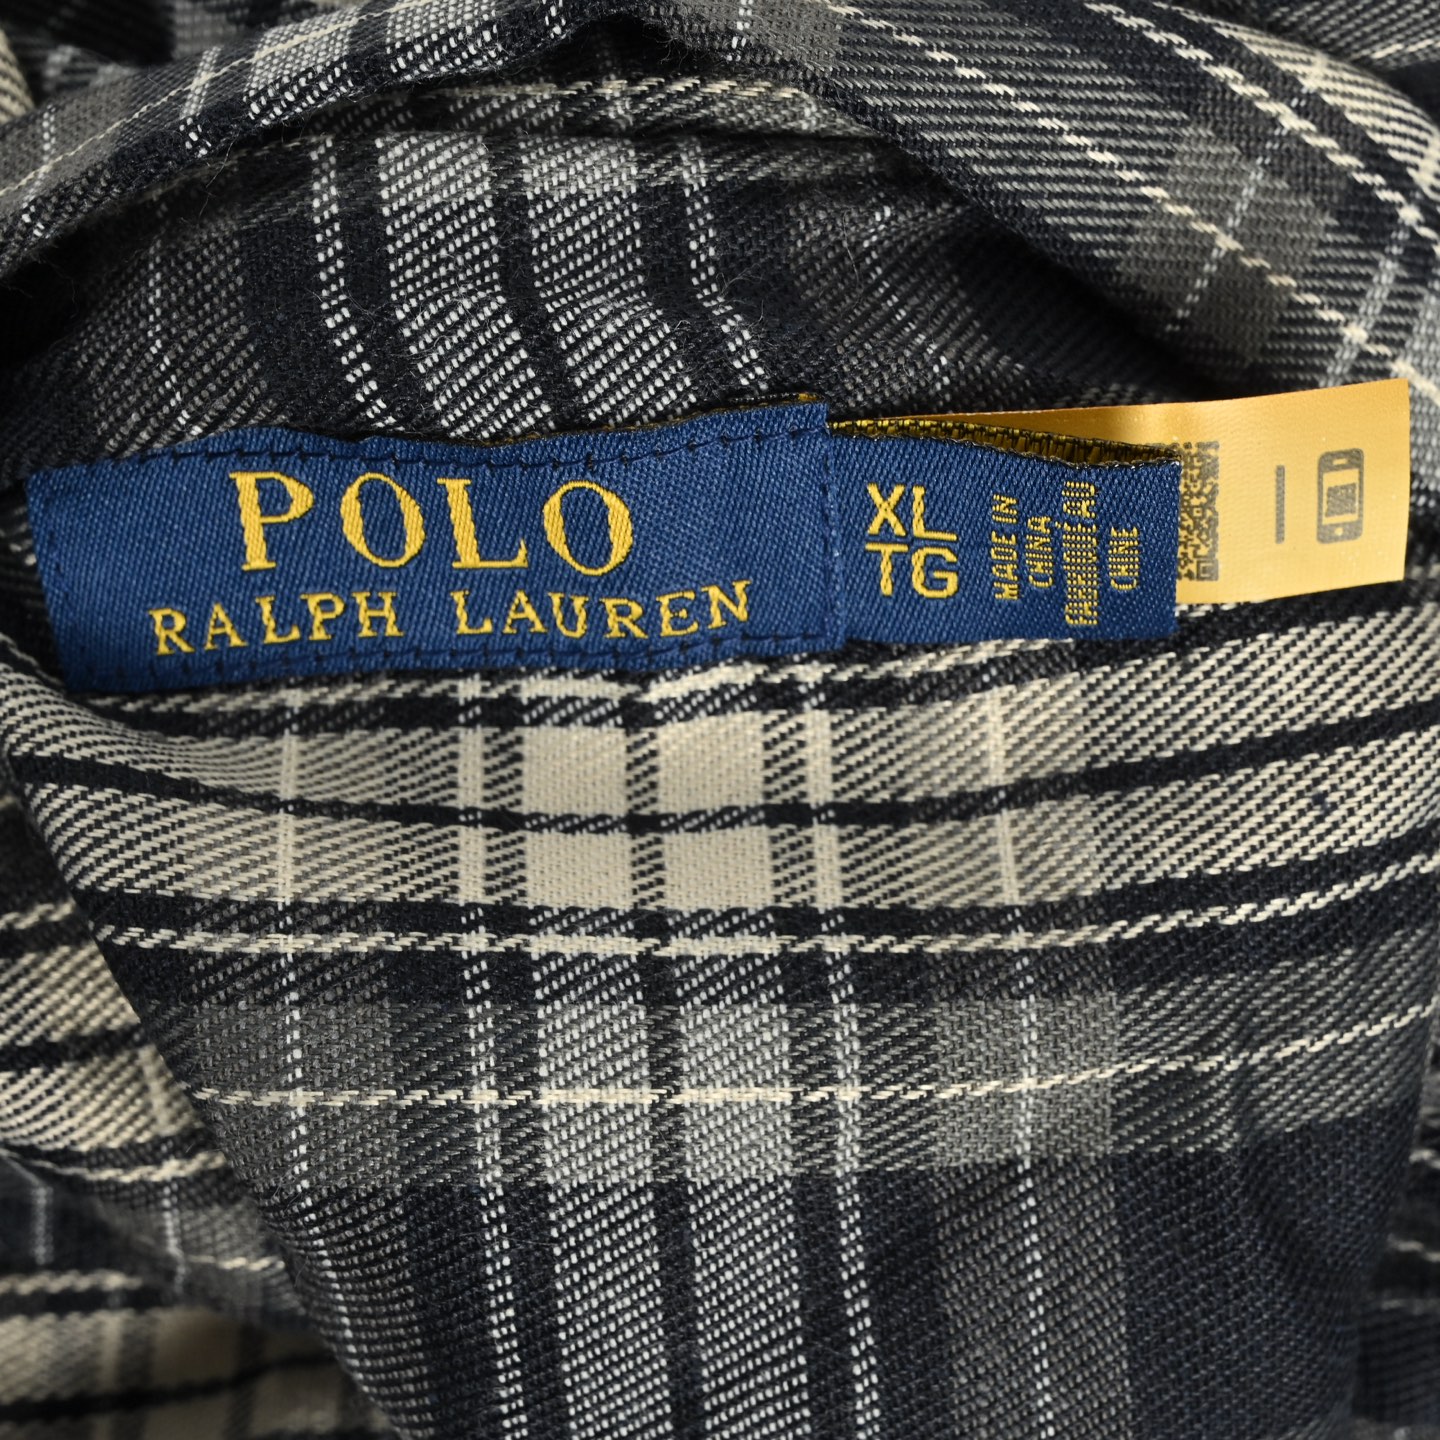 POLO
RALPH LAUREN
XL
TG
MADE IN
CHINA
FABRIQUÉ AU
CHINE